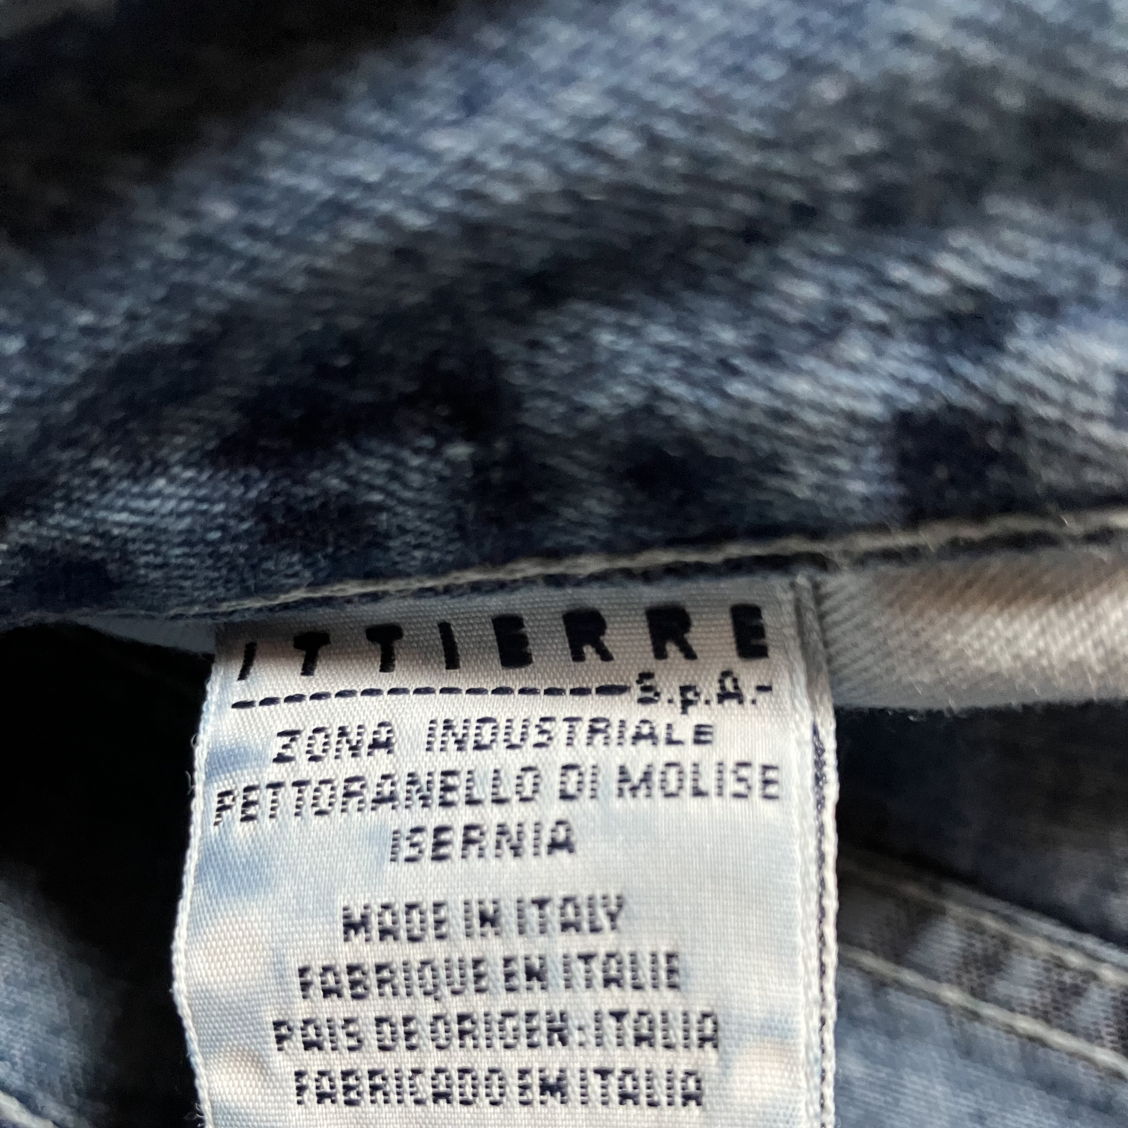 ITTIERRE
---------------S.p.A.-
ZONA INDUSTRIALE
PETTORANELLO DI MOLISE
ISERNIA
MADE IN ITALY
FABRIQUE EN ITALIE
PAIS DE ORIGEN:ITALIA
FABRICADO EM ITALIA